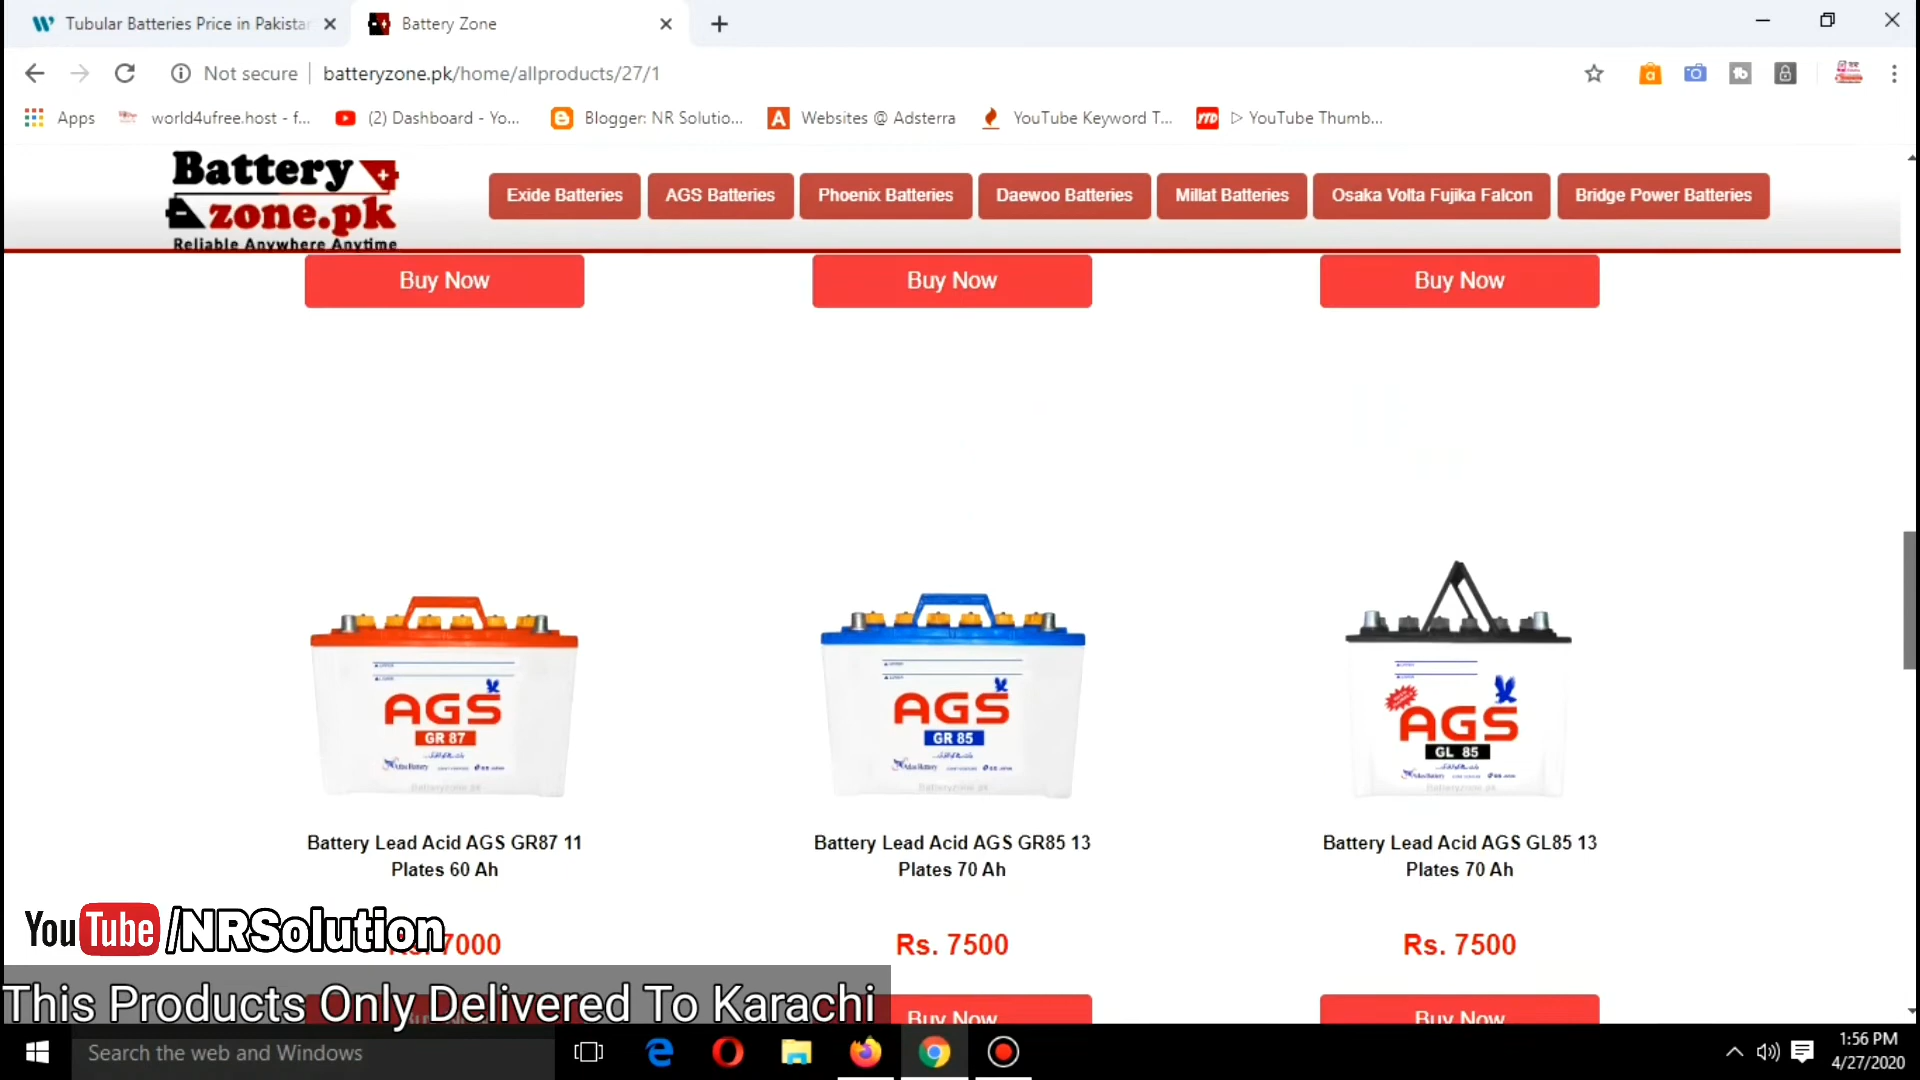 Tubular Batteries Price in Pakistan
Battery Zone
Not secure
batteryzone.pk/home/allproducts/27/1
Apps
world4ufree.host - f...
(2) Dashboard - Yo...
Blogger: NR Solutio...
Websites @ Adsterra
YouTube Keyword T...
▷ YouTube Thumb...
Battery
zone.pk
Reliable Anywhere Anytime
Exide Batteries
AGS Batteries
Phoenix Batteries
Daewoo Batteries
Millat Batteries
Osaka Volta Fujika Falcon
Bridge Power Batteries
Buy Now
Buy Now
Buy Now
AGS
GR 87
AGS
GR 85
AGS
GL 85
Battery Lead Acid AGS GR87 11
Plates 60 Ah
Battery Lead Acid AGS GR85 13
Plates 70 Ah
Battery Lead Acid AGS GL85 13
Plates 70 Ah
YouTube/NRSolution
Rs. 7000
Rs. 7500
Rs. 7500
This Products Only Delivered To Karachi
Buy Now
Buy Now
Search the web and Windows
1:56 PM
4/27/2020